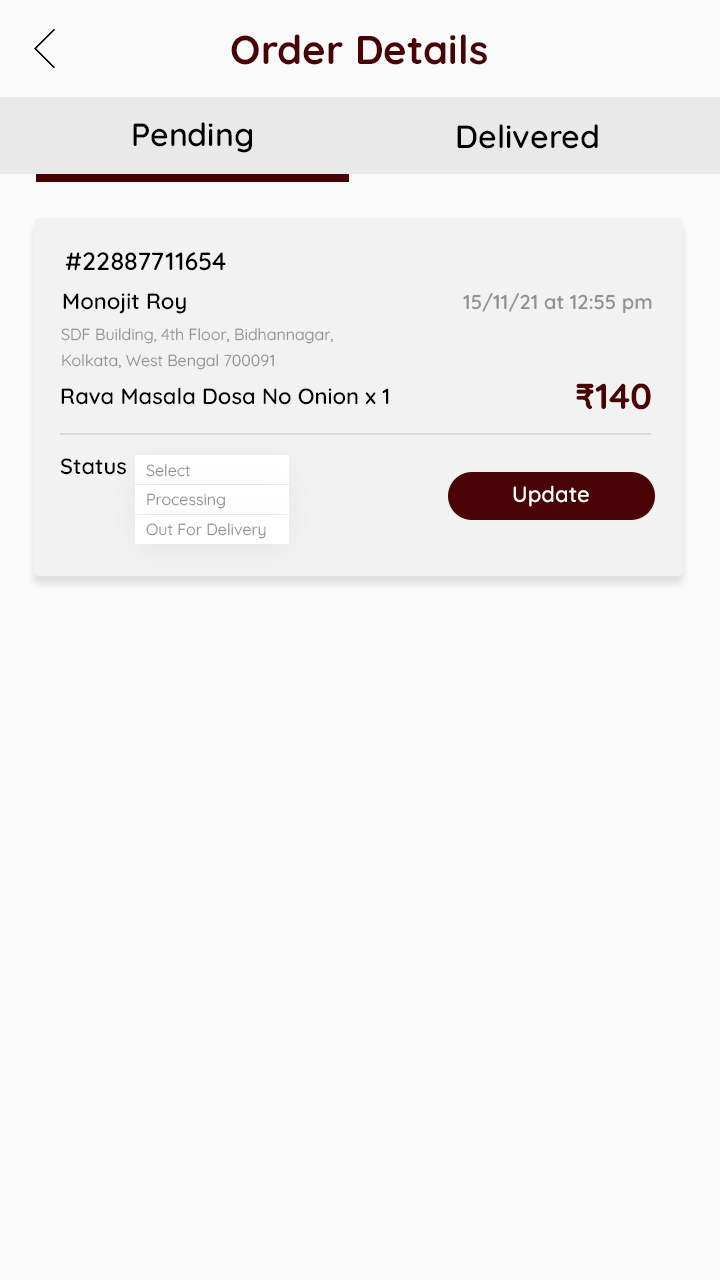 Order Details
Pending
Delivered
#22887711654
Monojit Roy
15/11/21 at 12:55 pm
SDF Building, 4th Floor, Bidhannagar,
Kolkata, West Bengal 700091
Rava Masala Dosa No Onion x 1
₹140
Status
Select
Processing
Out For Delivery
Update